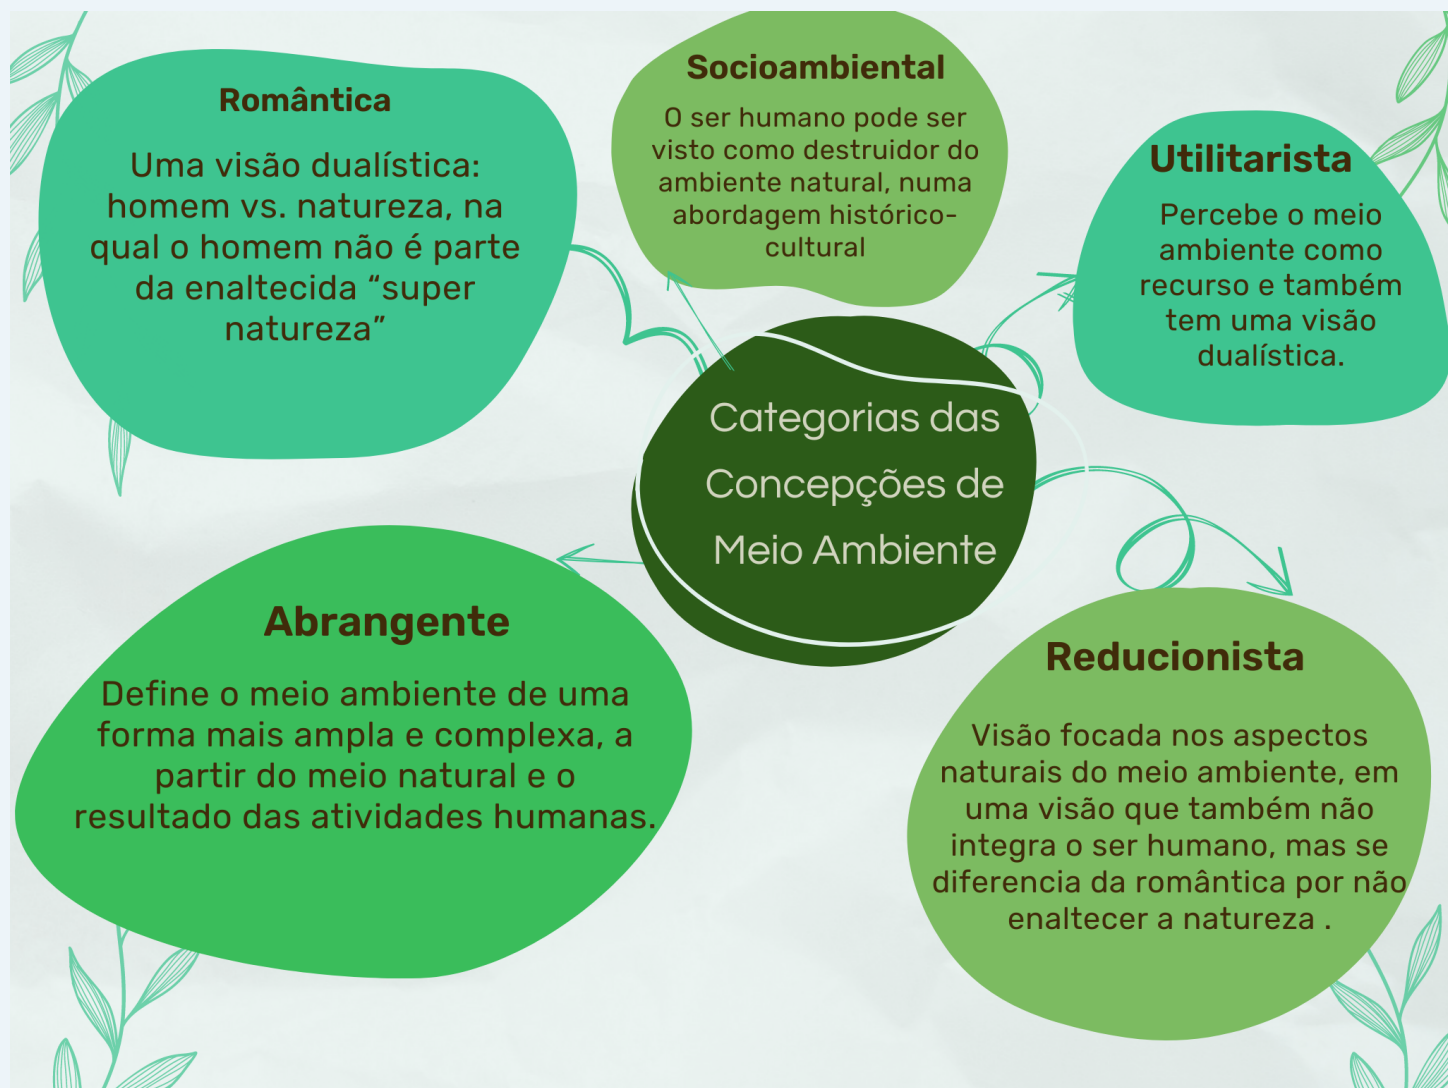 Romântica
Uma visão dualística:
homem vs. natureza, na
qual o homem não é parte
da enaltecida “super
natureza”
Socioambiental
O ser humano pode ser
visto como destruidor do
ambiente natural, numa
abordagem histórico-
cultural
Utilitarista
Percebe o meio
ambiente como
recurso e também
tem uma visão
dualística.
Categorias das
Concepções de
Meio Ambiente
Abrangente
Define o meio ambiente de uma
forma mais ampla e complexa, a
partir do meio natural e o
resultado das atividades humanas.
Reducionista
Visão focada nos aspectos
naturais do meio ambiente, em
uma visão que também não
integra o ser humano, mas se
diferencia da romântica por não
enaltecer a natureza .